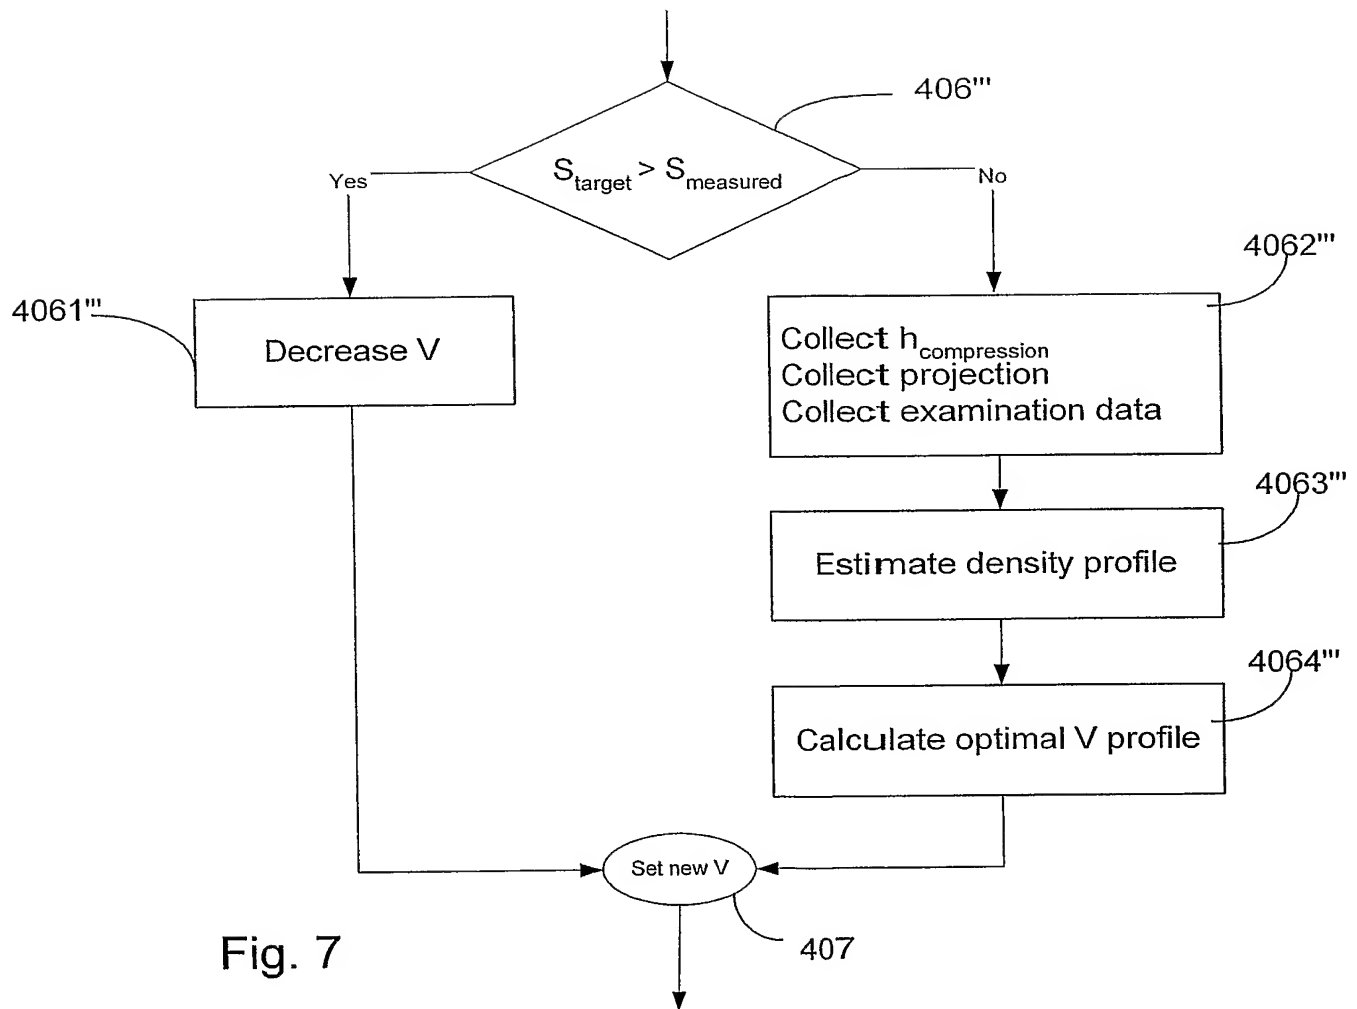 406'''
S_target > S_measured
Yes
No
4062'''
4061'''
Decrease V
Collect h_compression
Collect projection
Collect examination data
4063'''
Estimate density profile
4064'''
Calculate optimal V profile
Set new V
407
Fig. 7